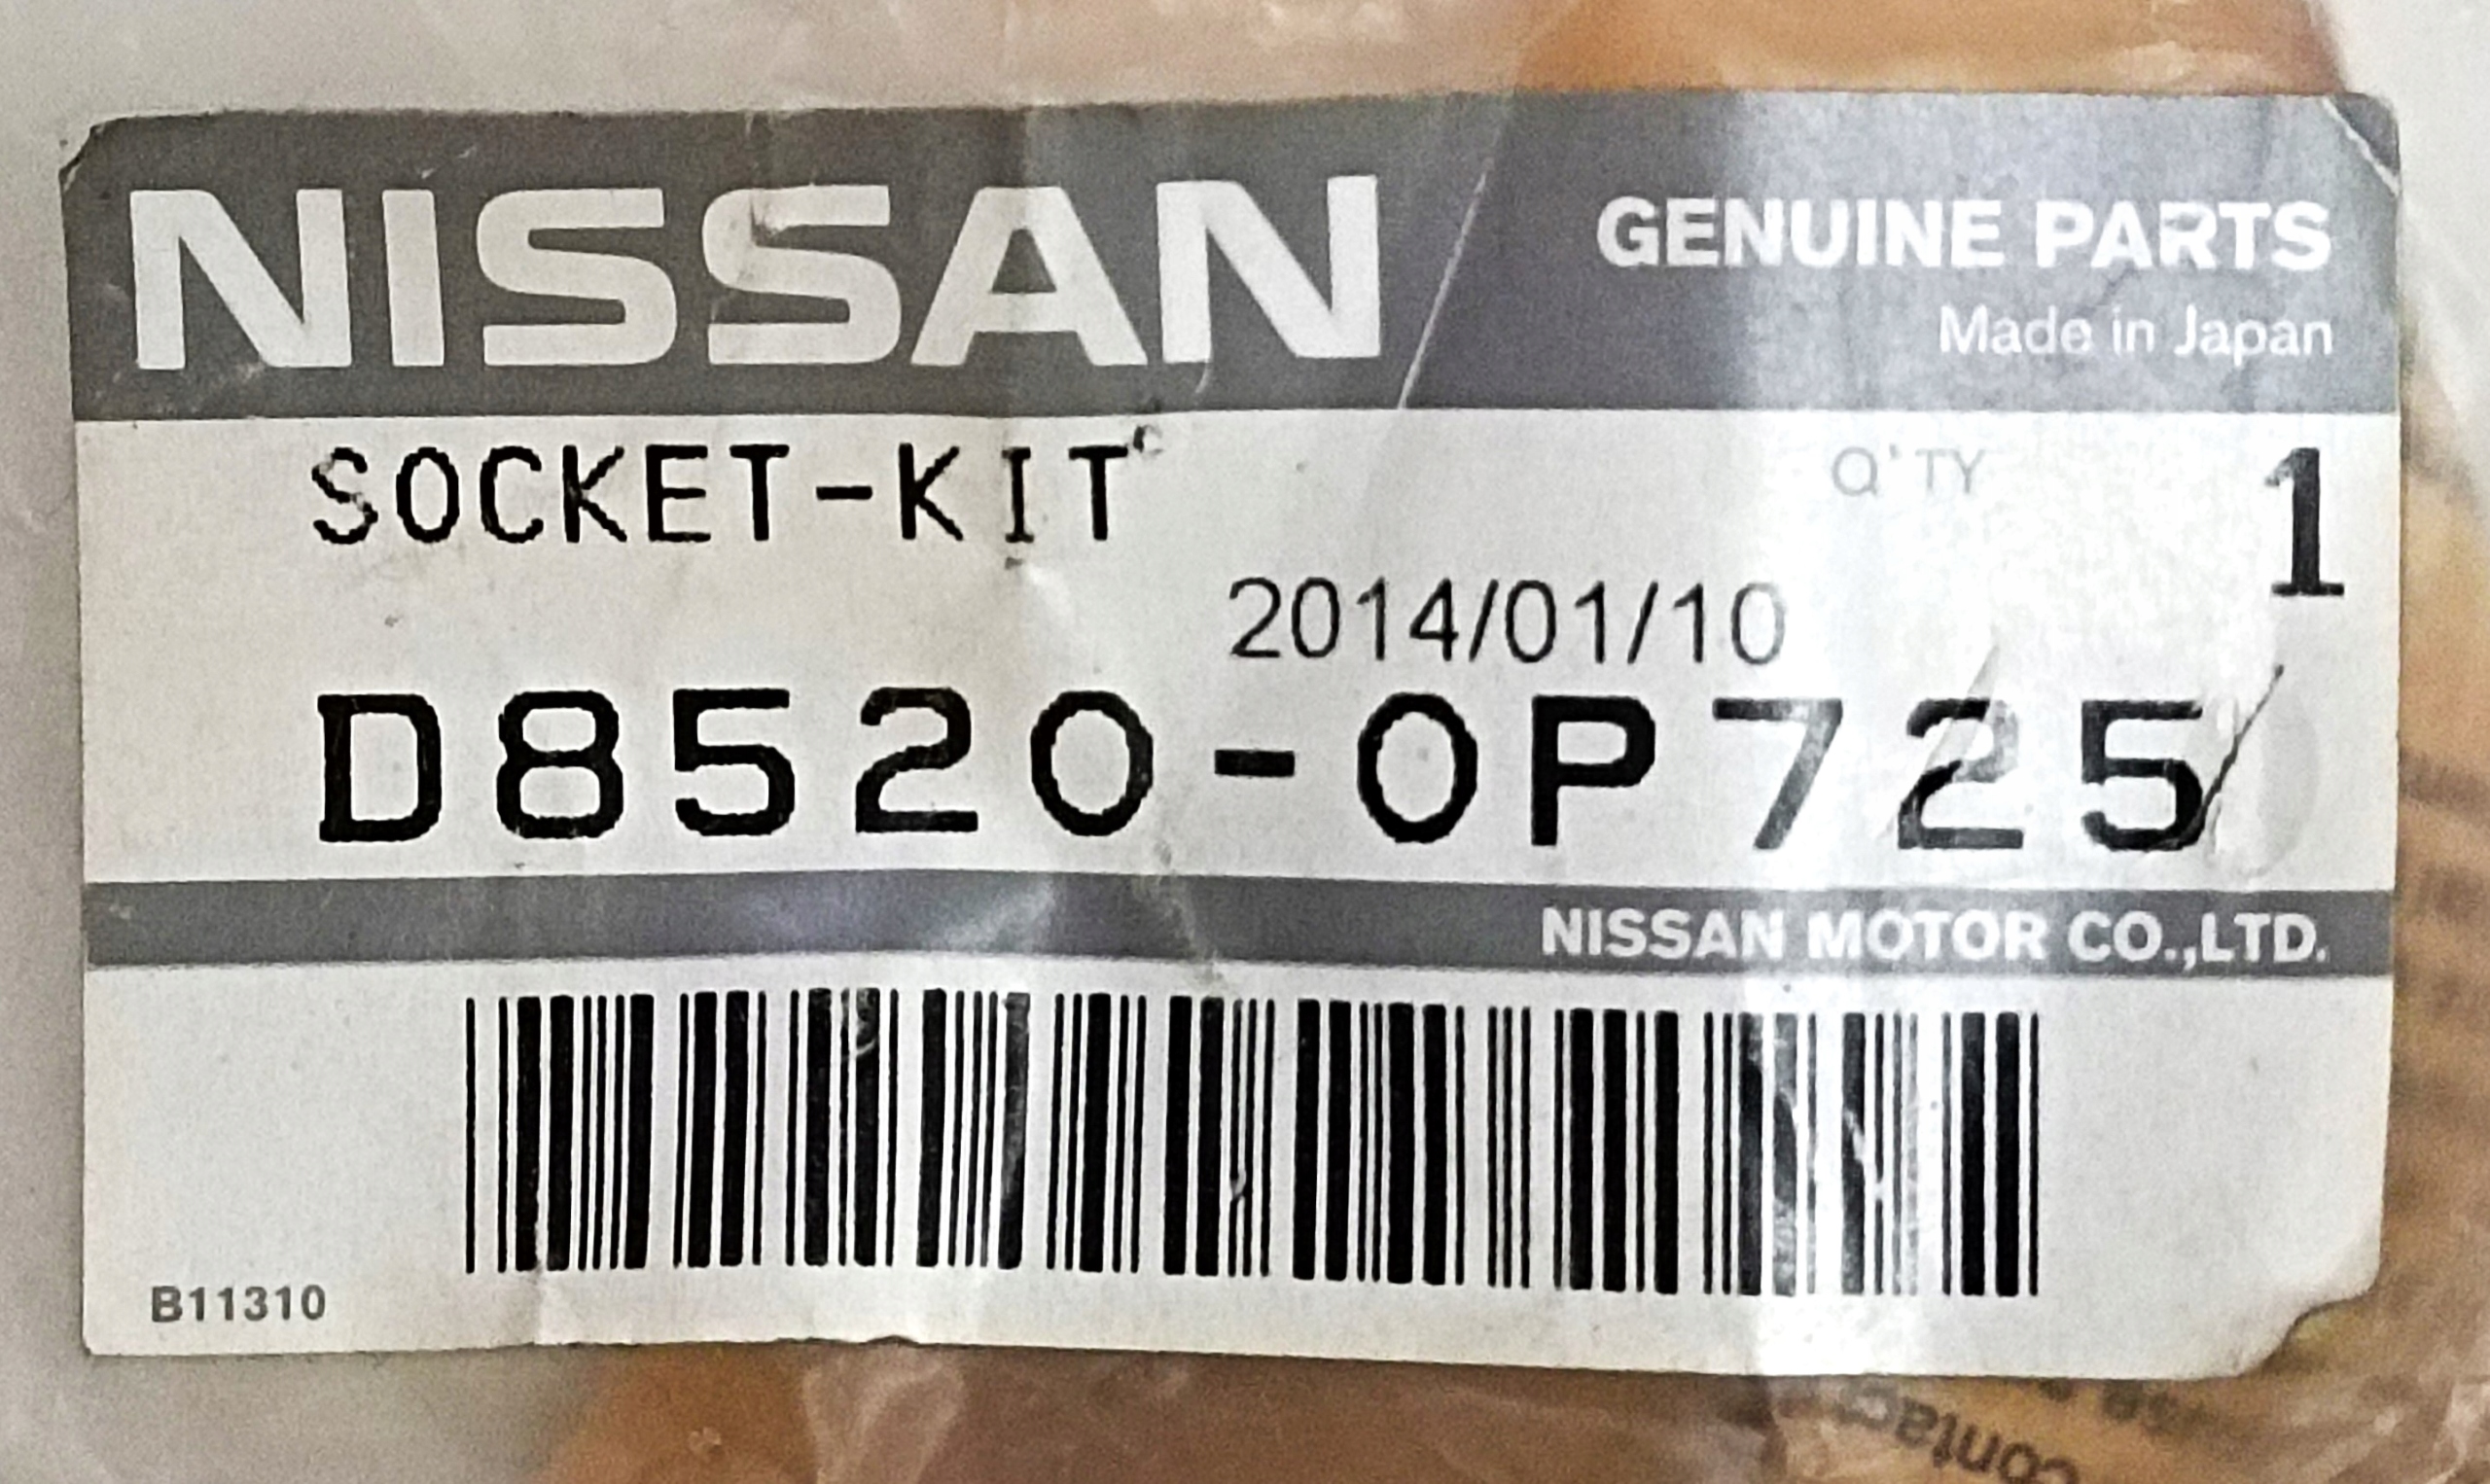 NISSAN
GENUINE PARTS
Made in Japan
SOCKET-KIT
Q'TY 1
2014/01/10
D8520-0P725
NISSAN MOTOR CO.,LTD.
B11310
contac